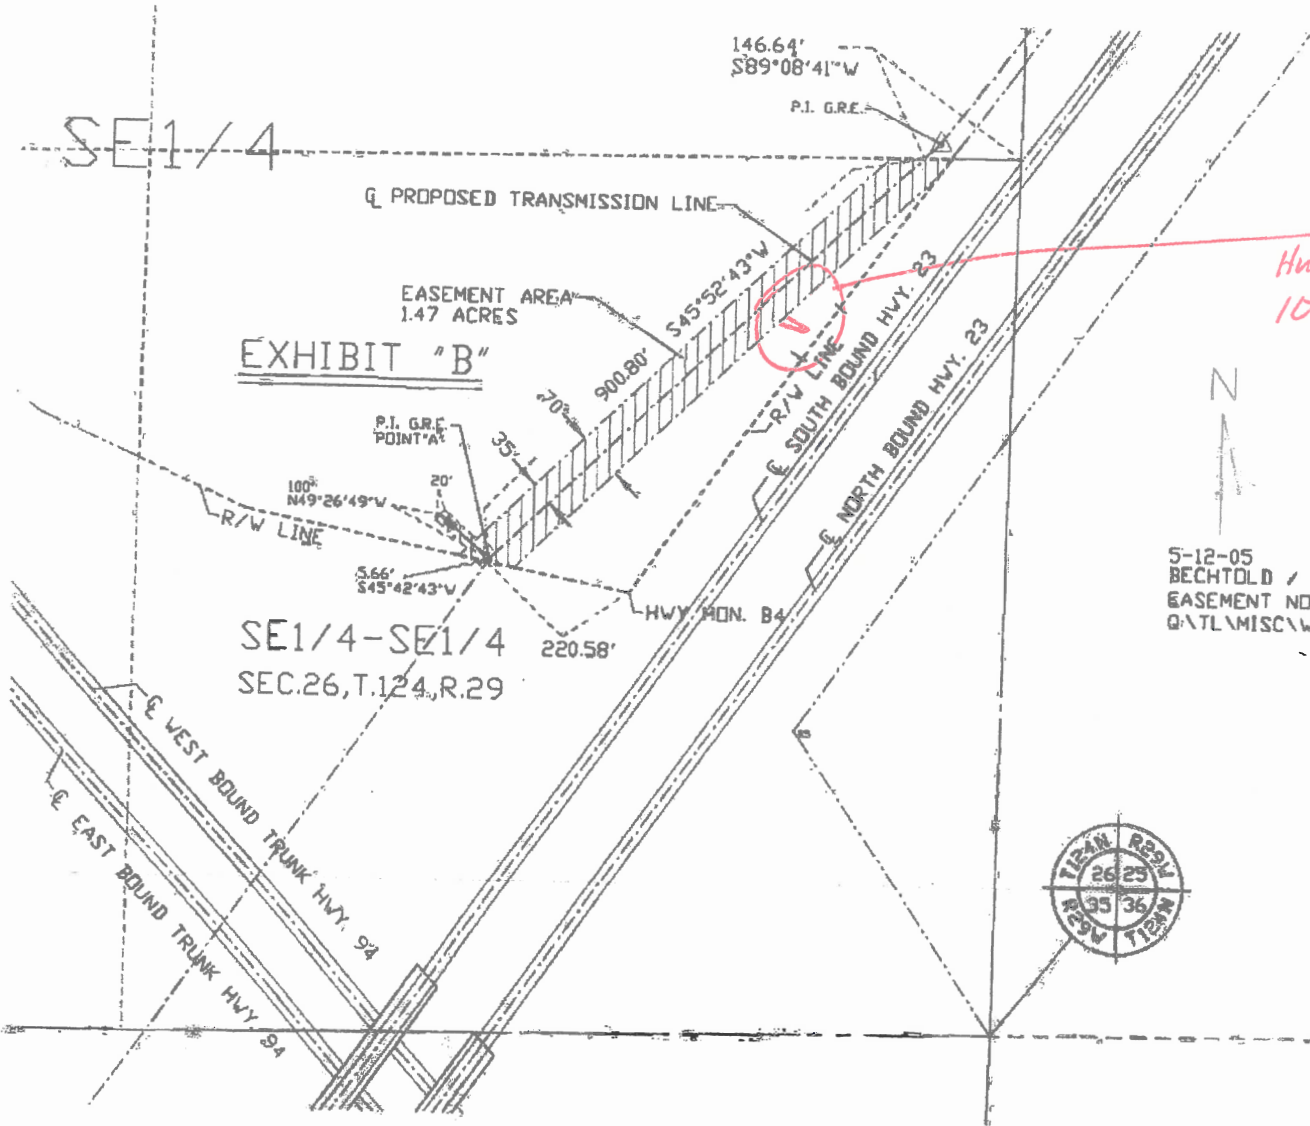 146.64'
S89°08'41"W
P.I. G.R.E.
SE1/4
℄ PROPOSED TRANSMISSION LINE
S45°52'43"W
900.80'
EASEMENT AREA
1.47 ACRES
EXHIBIT "B"
70'
35'
P.I. G.R.E.
POINT"A"
20'
100'
N49°26'49"W
R/W LINE
5.66'
S45°42'43"W
SE1/4-SE1/4
SEC.26,T.124,R.29
220.58'
HWY MON. B4
R/W LINE
℄ SOUTH BOUND HWY. 23
℄ NORTH BOUND HWY. 23
N
5-12-05
BECHTOLD /
EASEMENT NO
Q:\TL\MISC\W
℄ WEST BOUND TRUNK HWY. 94
℄ EAST BOUND TRUNK HWY 94
T124N R29W
26 25
35 36
R29W T124N